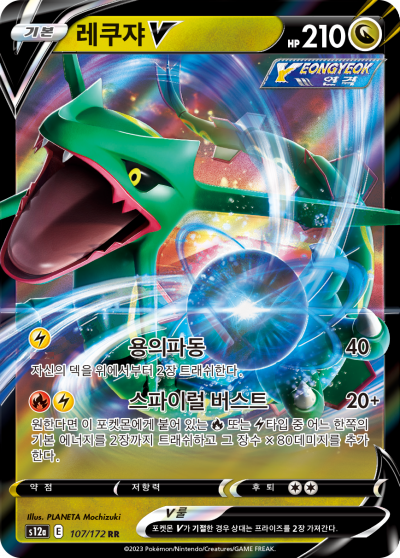 기본 레쿠쟈 V HP 210
V EONGYEOK
연격
용의파동 40
자신의 덱을 위에서부터 2장 트래쉬한다.
스파이럴 버스트 20+
원한다면 이 포켓몬에게 붙어 있는 또는 타입 중 어느 한쪽의
기본 에너지를 2장까지 트래쉬하고 그 장수 ×80데미지를 추가
한다.
약점 저항력 후퇴
Illus. PLANETA Mochizuki
V룰
s12a E 107/172 RR
포켓몬 V가 기절한 경우 상대는 프라이즈를 2장 가져간다.
©2023 Pokémon/Nintendo/Creatures/GAME FREAK.